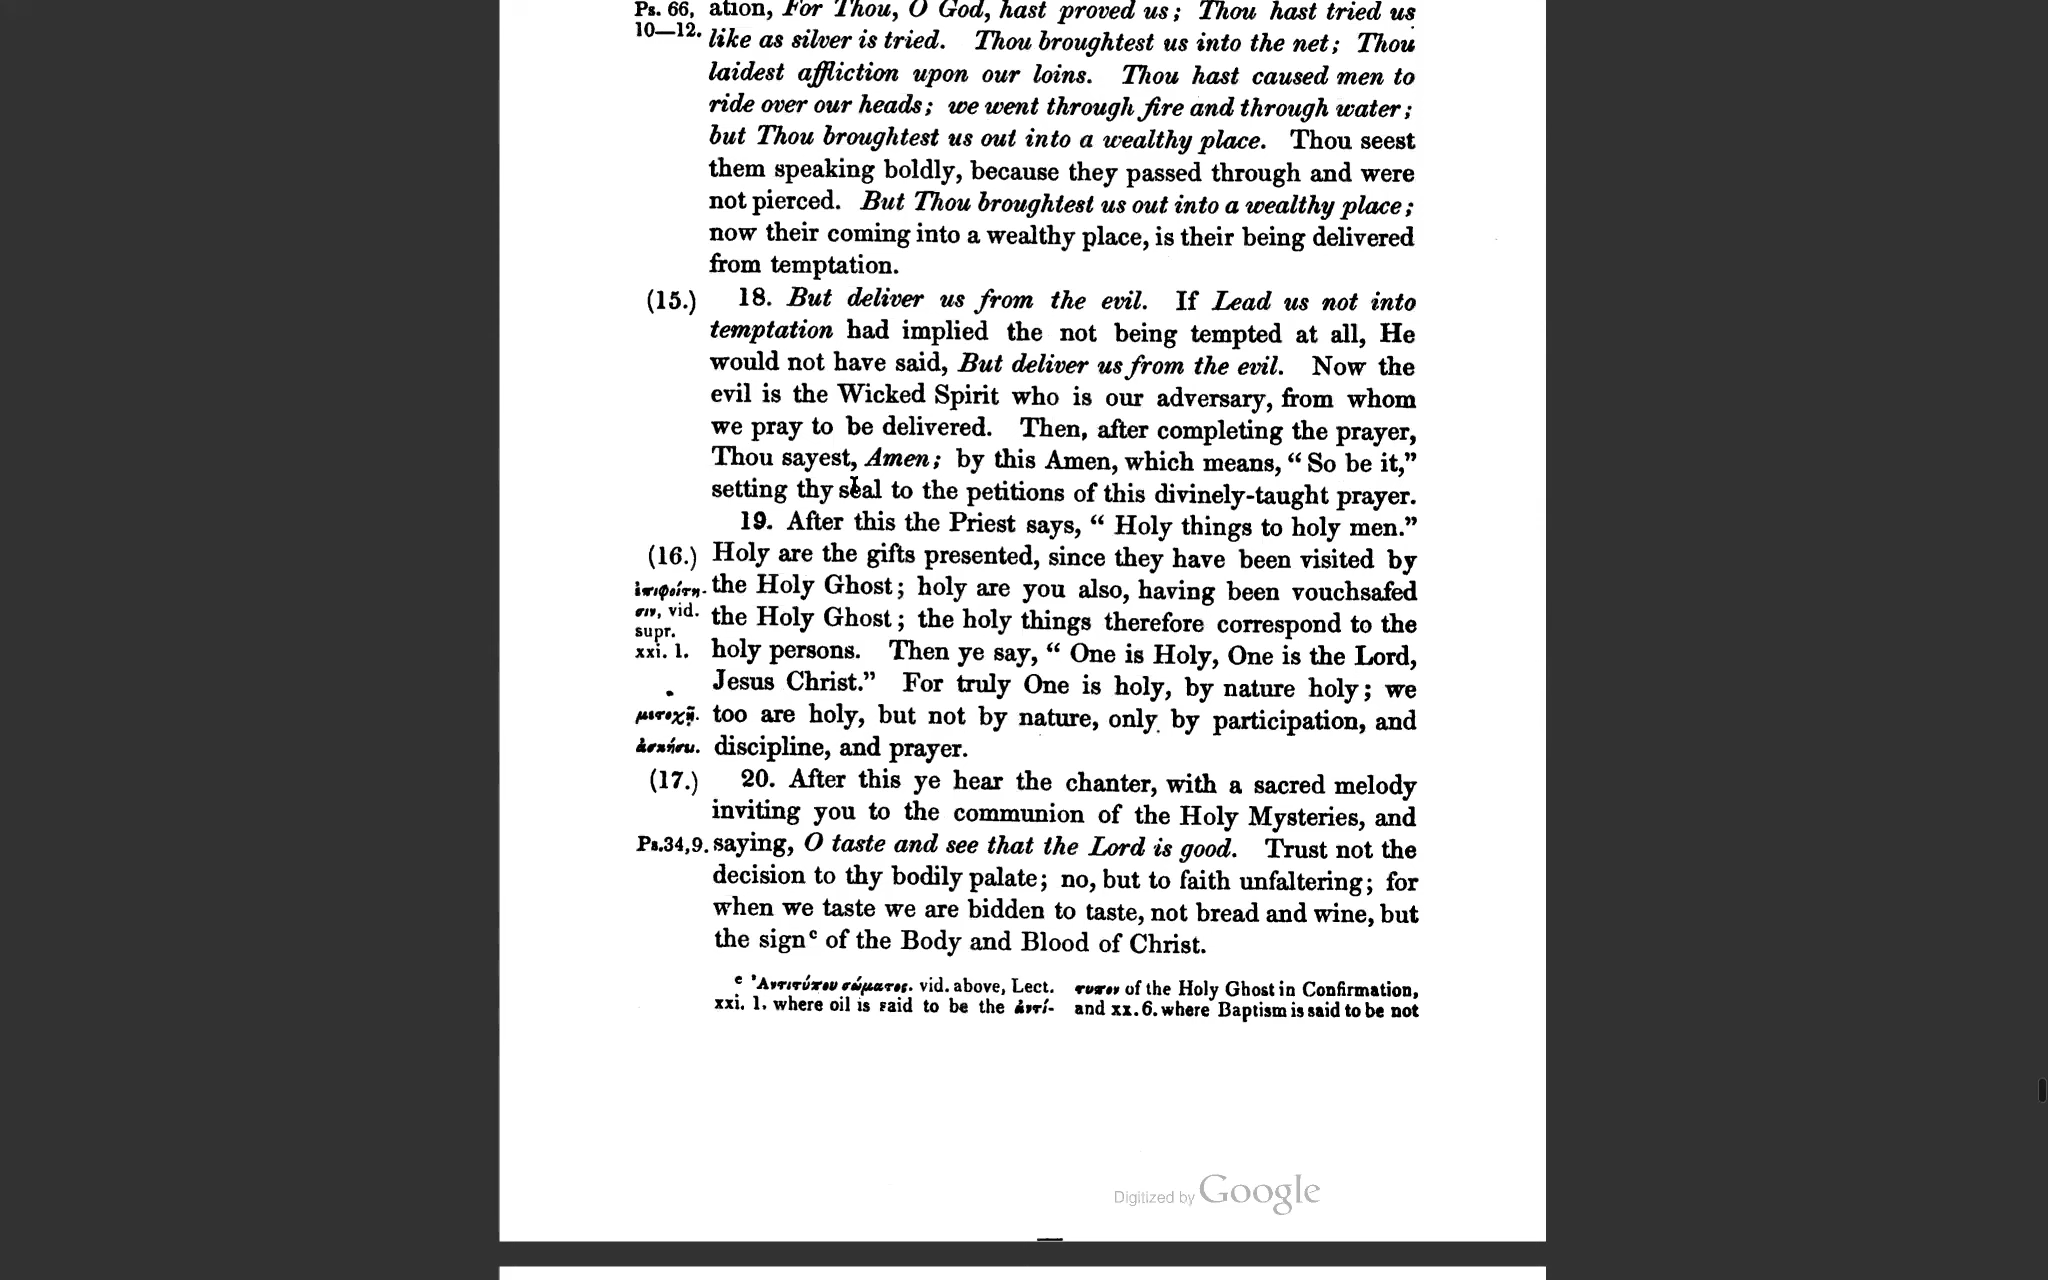 Ps. 66, ation, For Thou, O God, hast proved us; Thou hast tried us
10—12. like as silver is tried. Thou broughtest us into the net; Thou
laidest affliction upon our loins. Thou hast caused men to
ride over our heads; we went through fire and through water;
but Thou broughtest us out into a wealthy place. Thou seest
them speaking boldly, because they passed through and were
not pierced. But Thou broughtest us out into a wealthy place;
now their coming into a wealthy place, is their being delivered
from temptation.
(15.) 18. But deliver us from the evil. If Lead us not into
temptation had implied the not being tempted at all, He
would not have said, But deliver us from the evil. Now the
evil is the Wicked Spirit who is our adversary, from whom
we pray to be delivered. Then, after completing the prayer,
Thou sayest, Amen; by this Amen, which means, “ So be it,”
setting thy seal to the petitions of this divinely-taught prayer.
19. After this the Priest says, “ Holy things to holy men.”
(16.) Holy are the gifts presented, since they have been visited by
ἐπιφοίτη- the Holy Ghost; holy are you also, having been vouchsafed
σιν, vid. the Holy Ghost; the holy things therefore correspond to the
supr.
xxi. 1. holy persons. Then ye say, “ One is Holy, One is the Lord,
Jesus Christ.” For truly One is holy, by nature holy; we
μετοχῇ. too are holy, but not by nature, only by participation, and
ἀσκήσει. discipline, and prayer.
(17.) 20. After this ye hear the chanter, with a sacred melody
inviting you to the communion of the Holy Mysteries, and
Ps.34,9. saying, O taste and see that the Lord is good. Trust not the
decision to thy bodily palate; no, but to faith unfaltering; for
when we taste we are bidden to taste, not bread and wine, but
the sign c of the Body and Blood of Christ.
c Ἀντιτύπου σώματος. vid. above, Lect.
xxi. 1. where oil is said to be the ἀντί-
τυπον of the Holy Ghost in Confirmation,
and xx. 6. where Baptism is said to be not
Digitized by Google